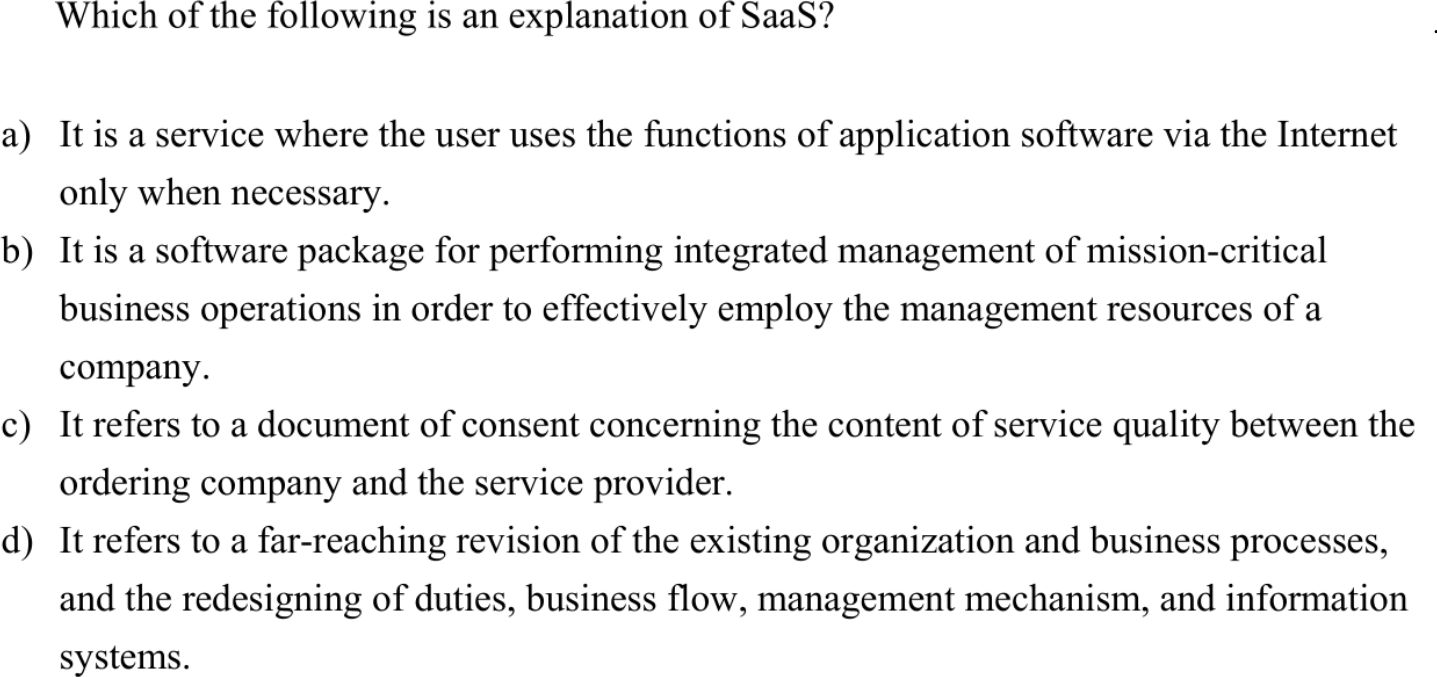 Which of the following is an explanation of SaaS?
a) It is a service where the user uses the functions of application software via the Internet
only when necessary.
b) It is a software package for performing integrated management of mission-critical
business operations in order to effectively employ the management resources of a
company.
c) It refers to a document of consent concerning the content of service quality between the
ordering company and the service provider.
d) It refers to a far-reaching revision of the existing organization and business processes,
and the redesigning of duties, business flow, management mechanism, and information
systems.